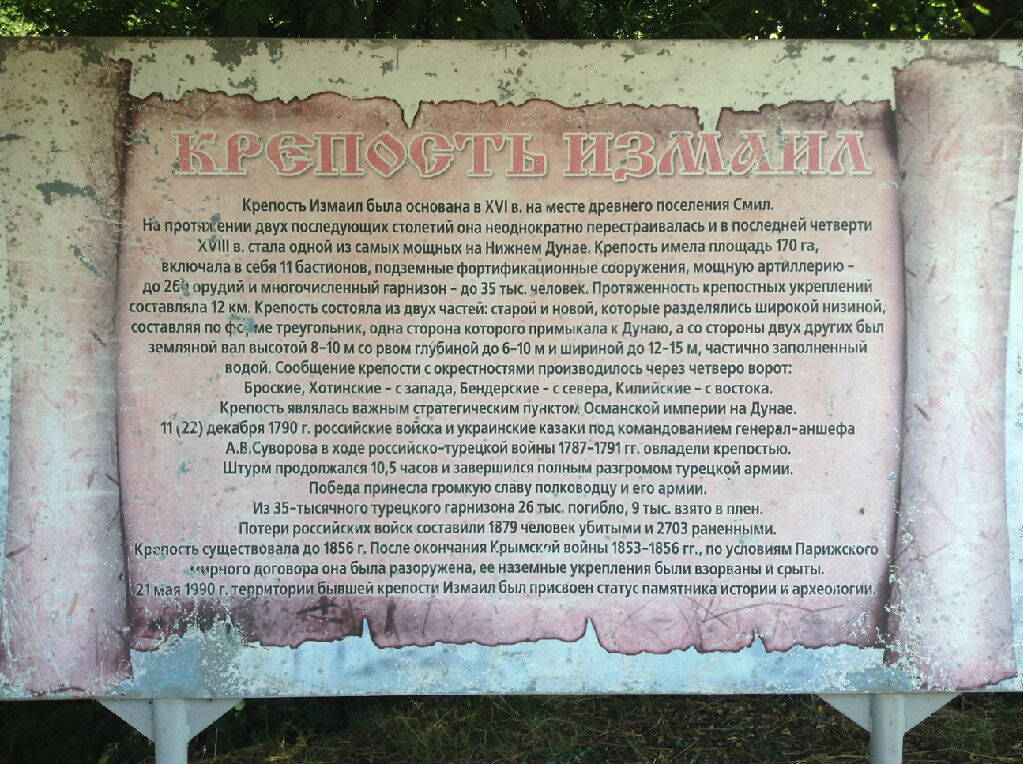 КРЕПОСТЬ ИЗМАИЛ
Крепость Измаил была основана в XVI в. на месте древнего поселения Смил.
На протяжении двух последующих столетий она неоднократно перестраивалась и в последней четверти
XVIII в. стала одной из самых мощных на Нижнем Дунае. Крепость имела площадь 170 га,
включала в себя 11 бастионов, подземные фортификационные сооружения, мощную артиллерию –
до 260 орудий и многочисленный гарнизон – до 35 тыс. человек. Протяженность крепостных укреплений
составляла 12 км. Крепость состояла из двух частей: старой и новой, которые разделялись широкой низиной,
составляя по форме треугольник, одна сторона которого примыкала к Дунаю, а со стороны двух других был
земляной вал высотой 8–10 м со рвом глубиной до 6–10 м и шириной до 12–15 м, частично заполненный
водой. Сообщение крепости с окрестностями производилось через четверо ворот:
Броские, Хотинские – с запада, Бендерские – с севера, Килийские – с востока.
Крепость являлась важным стратегическим пунктом Османской империи на Дунае.
11 (22) декабря 1790 г. российские войска и украинские казаки под командованием генерал-аншефа
А.В.Суворова в ходе российско-турецкой войны 1787–1791 гг. овладели крепостью.
Штурм продолжался 10,5 часов и завершился полным разгромом турецкой армии.
Победа принесла громкую славу полководцу и его армии.
Из 35-тысячного турецкого гарнизона 26 тыс. погибло, 9 тыс. взято в плен.
Потери российских войск составили 1879 человек убитыми и 2703 раненными.
Крепость существовала до 1856 г. После окончания Крымской войны 1853–1856 гг., по условиям Парижского
мирного договора она была разоружена, ее наземные укрепления были взорваны и срыты.
21 мая 1990 г. территории бывшей крепости Измаил был присвоен статус памятника истории и археологии.